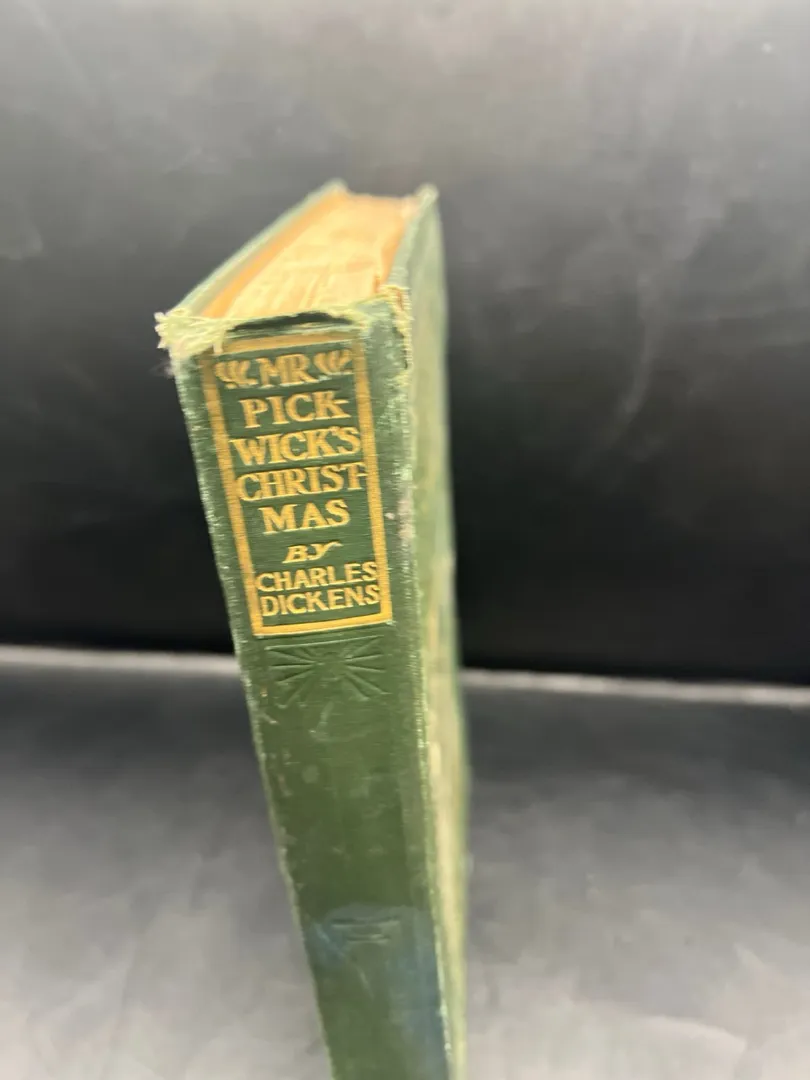 MR.
PICK-
WICK'S
CHRIST-
MAS
BY
CHARLES
DICKENS